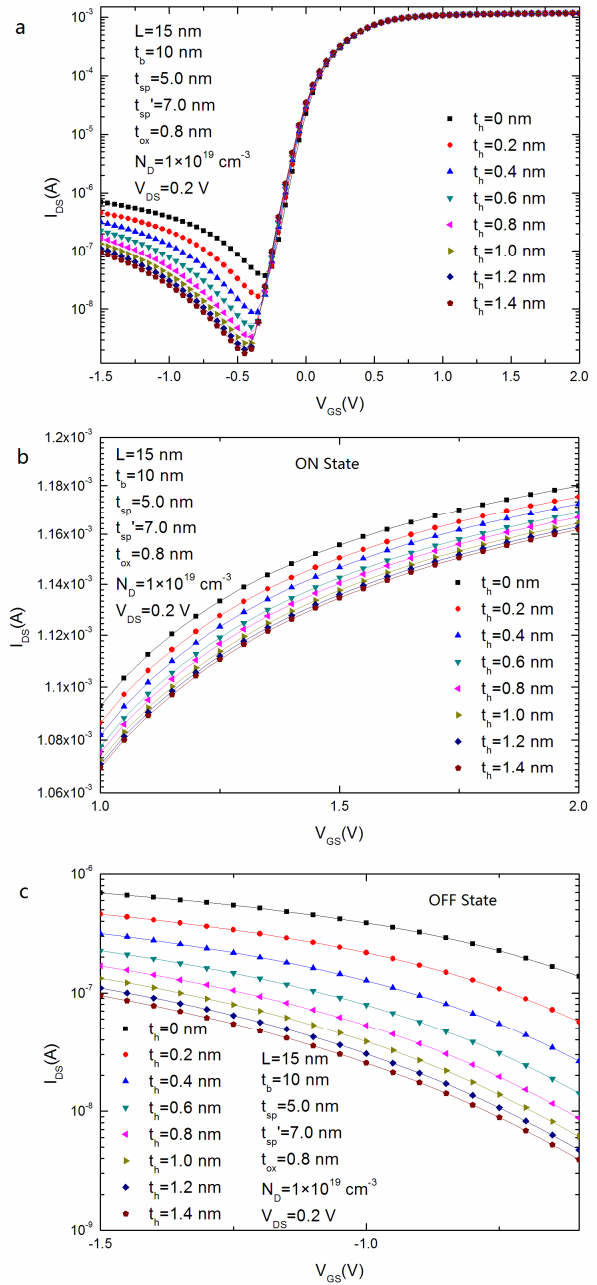 a
10⁻³
10⁻⁴
10⁻⁵
10⁻⁶
10⁻⁷
10⁻⁸
I_DS(A)
L=15 nm
t_b=10 nm
t_sp=5.0 nm
t_sp'=7.0 nm
t_ox=0.8 nm
N_D=1×10¹⁹ cm⁻³
V_DS=0.2 V
t_h=0 nm
t_h=0.2 nm
t_h=0.4 nm
t_h=0.6 nm
t_h=0.8 nm
t_h=1.0 nm
t_h=1.2 nm
t_h=1.4 nm
-1.5 -1.0 -0.5 0.0 0.5 1.0 1.5 2.0
V_GS(V)
b
1.2x10⁻³
1.18x10⁻³
1.16x10⁻³
1.14x10⁻³
1.12x10⁻³
1.1x10⁻³
1.08x10⁻³
1.06x10⁻³
I_DS(A)
L=15 nm
t_b=10 nm
t_sp=5.0 nm
t_sp'=7.0 nm
t_ox=0.8 nm
N_D=1×10¹⁹ cm⁻³
V_DS=0.2 V
ON State
t_h=0 nm
t_h=0.2 nm
t_h=0.4 nm
t_h=0.6 nm
t_h=0.8 nm
t_h=1.0 nm
t_h=1.2 nm
t_h=1.4 nm
1.0 1.5 2.0
V_GS(V)
c
10⁻⁶
10⁻⁷
10⁻⁸
10⁻⁹
I_DS(A)
OFF State
t_h=0 nm
t_h=0.2 nm
t_h=0.4 nm
t_h=0.6 nm
t_h=0.8 nm
t_h=1.0 nm
t_h=1.2 nm
t_h=1.4 nm
L=15 nm
t_b=10 nm
t_sp=5.0 nm
t_sp'=7.0 nm
t_ox=0.8 nm
N_D=1×10¹⁹ cm⁻³
V_DS=0.2 V
-1.5 -1.0
V_GS(V)